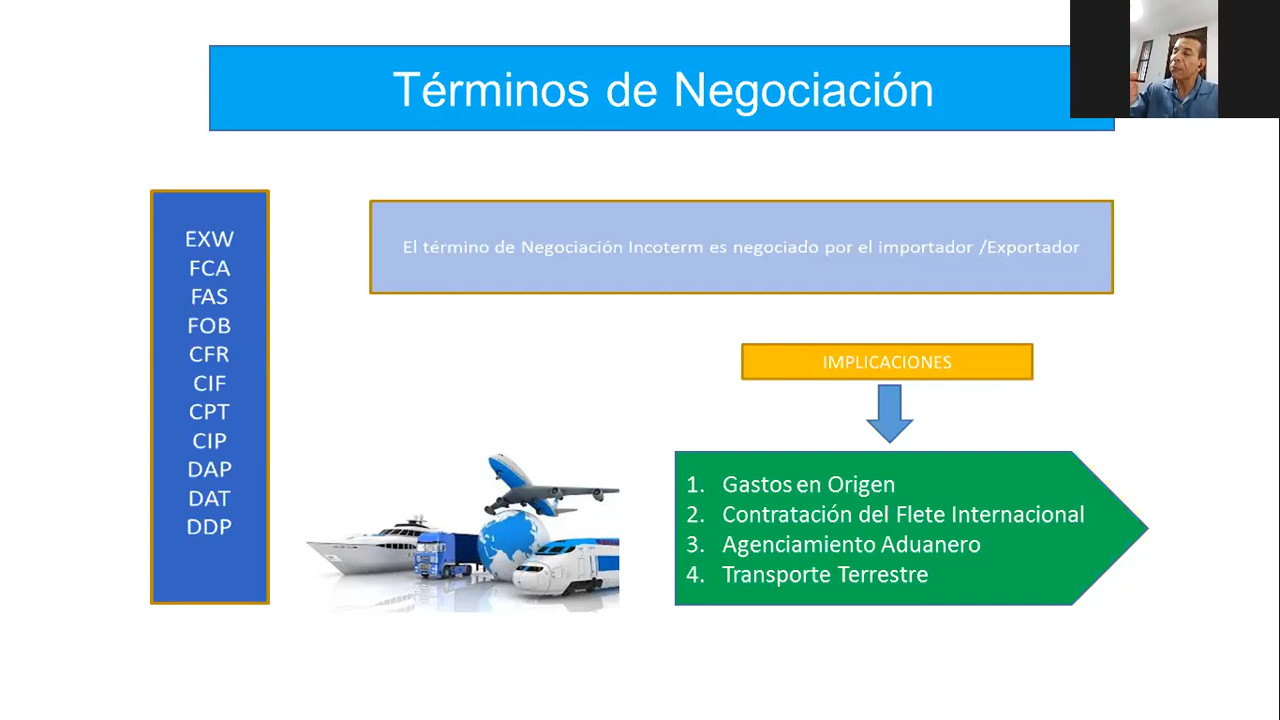 Términos de Negociación
EXW
FCA
FAS
FOB
CFR
CIF
CPT
CIP
DAP
DAT
DDP
El término de Negociación Incoterm es negociado por el importador /Exportador
IMPLICACIONES
1. Gastos en Origen
2. Contratación del Flete Internacional
3. Agenciamiento Aduanero
4. Transporte Terrestre